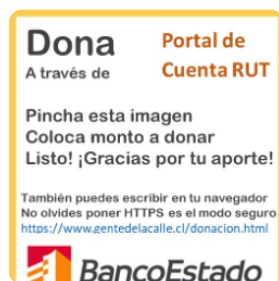 Dona
Portal de
A través de
Cuenta RUT
Pincha esta imagen
Coloca monto a donar
Listo! ¡Gracias por tu aporte!
También puedes escribir en tu navegador
No olvides poner HTTPS es el modo seguro
https://www.gentedelacalle.cl/donacion.html
BancoEstado